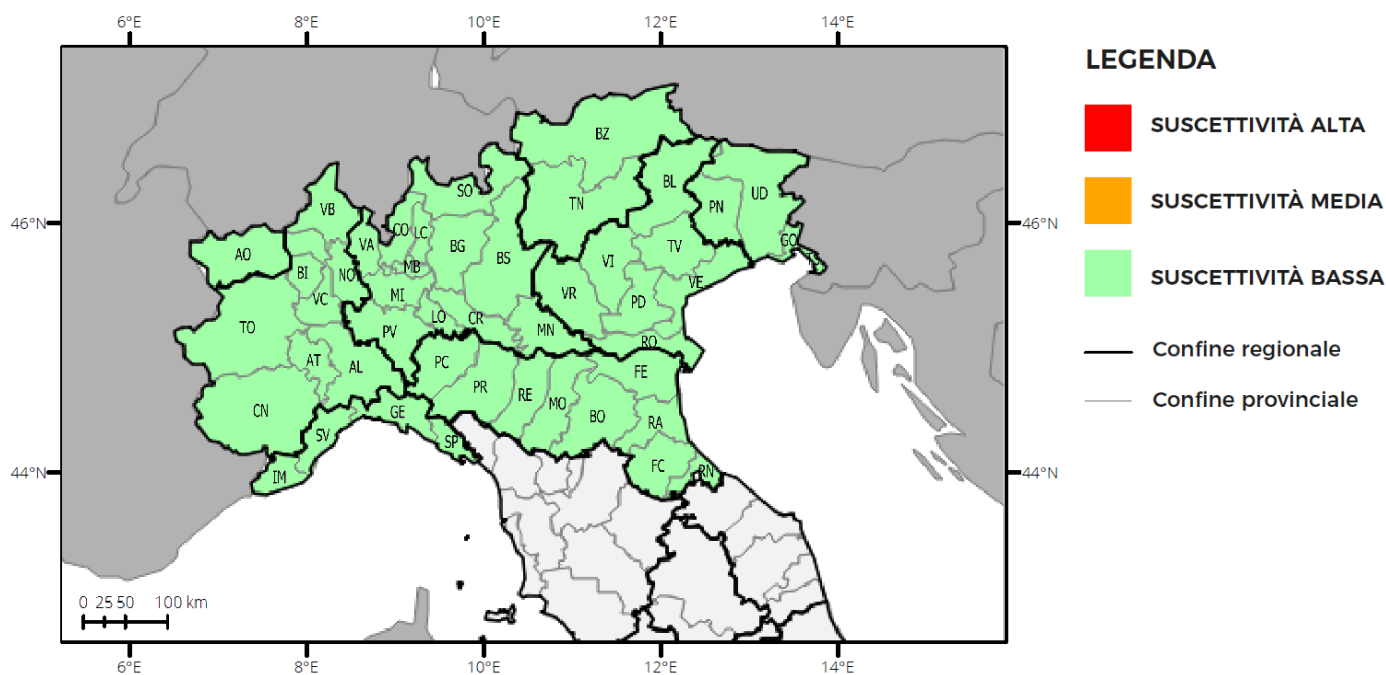 6°E 8°E 10°E 12°E 14°E
LEGENDA
SUSCETTIVITÀ ALTA
SUSCETTIVITÀ MEDIA
SUSCETTIVITÀ BASSA
Confine regionale
Confine provinciale
46°N 46°N
44°N 44°N
BZ
SO BL UD
VB TN PN
CO LC GO
VA BG TV
AO BS VI
BI NO MB VE
VC MI VR PD
LO CR
TO PV MN RO
AT AL PC FE
PR RE MO
CN GE BO RA
SV SP
IM FC RN
0 25 50 100 km
6°E 8°E 10°E 12°E 14°E